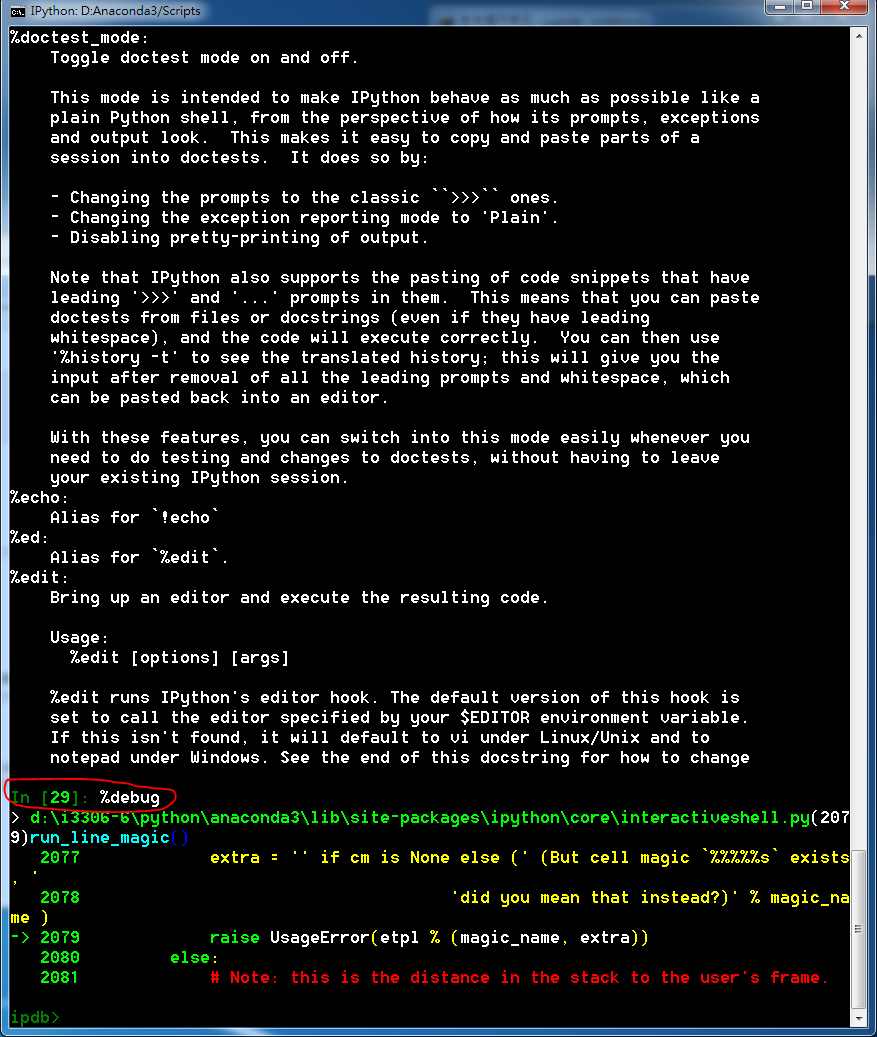 IPython: D:Anaconda3/Scripts
%doctest_mode:
    Toggle doctest mode on and off.

    This mode is intended to make IPython behave as much as possible like a
    plain Python shell, from the perspective of how its prompts, exceptions
    and output look.  This makes it easy to copy and paste parts of a
    session into doctests.  It does so by:

    - Changing the prompts to the classic ``>>>`` ones.
    - Changing the exception reporting mode to 'Plain'.
    - Disabling pretty-printing of output.

    Note that IPython also supports the pasting of code snippets that have
    leading '>>>' and '...' prompts in them.  This means that you can paste
    doctests from files or docstrings (even if they have leading
    whitespace), and the code will execute correctly.  You can then use
    '%history -t' to see the translated history; this will give you the
    input after removal of all the leading prompts and whitespace, which
    can be pasted back into an editor.

    With these features, you can switch into this mode easily whenever you
    need to do testing and changes to doctests, without having to leave
    your existing IPython session.
%echo:
    Alias for `!echo`
%ed:
    Alias for `%edit`.
%edit:
    Bring up an editor and execute the resulting code.

    Usage:
      %edit [options] [args]

    %edit runs IPython's editor hook. The default version of this hook is
    set to call the editor specified by your $EDITOR environment variable.
    If this isn't found, it will default to vi under Linux/Unix and to
    notepad under Windows. See the end of this docstring for how to change

In [29]: %debug
> d:\i3306-6\python\anaconda3\lib\site-packages\ipython\core\interactiveshell.py(207
9)run_line_magic()
   2077             extra = '' if cm is None else (' (But cell magic `%%%%%s` exists
, '
   2078                                     'did you mean that instead?)' % magic_na
me )
-> 2079             raise UsageError(etpl % (magic_name, extra))
   2080         else:
   2081             # Note: this is the distance in the stack to the user's frame.

ipdb>